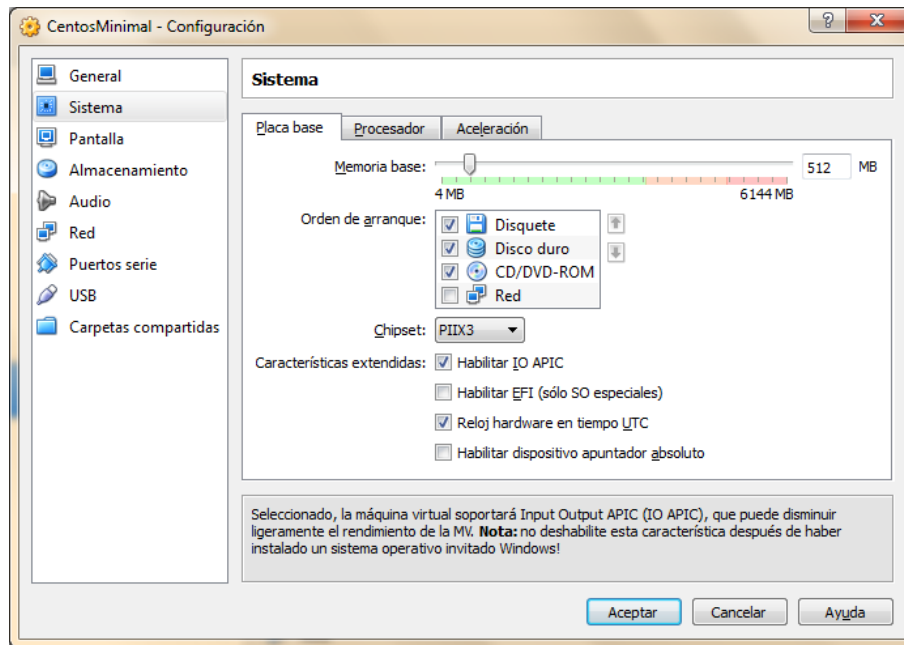 CentosMinimal - Configuración
?
General
Sistema
Pantalla
Almacenamiento
Audio
Red
Puertos serie
USB
Carpetas compartidas
Sistema
Placa base
Procesador
Aceleración
Memoria base:
512
MB
4 MB
6144 MB
Orden de arranque:
Disquete
Disco duro
CD/DVD-ROM
Red
Chipset:
PIIX3
Características extendidas:
Habilitar IO APIC
Habilitar EFI (sólo SO especiales)
Reloj hardware en tiempo UTC
Habilitar dispositivo apuntador absoluto
Seleccionado, la máquina virtual soportará Input Output APIC (IO APIC), que puede disminuir
ligeramente el rendimiento de la MV. Nota: no deshabilite esta característica después de haber
instalado un sistema operativo invitado Windows!
Aceptar
Cancelar
Ayuda